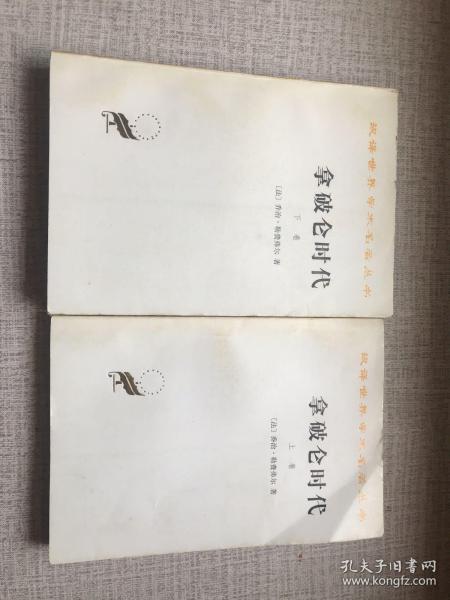 汉译世界学术名著丛书
拿破仑时代
下卷
〔法〕乔治·勒费弗尔 著
汉译世界学术名著丛书
拿破仑时代
上卷
〔法〕乔治·勒费弗尔 著
孔夫子旧书网
www.kongfz.com